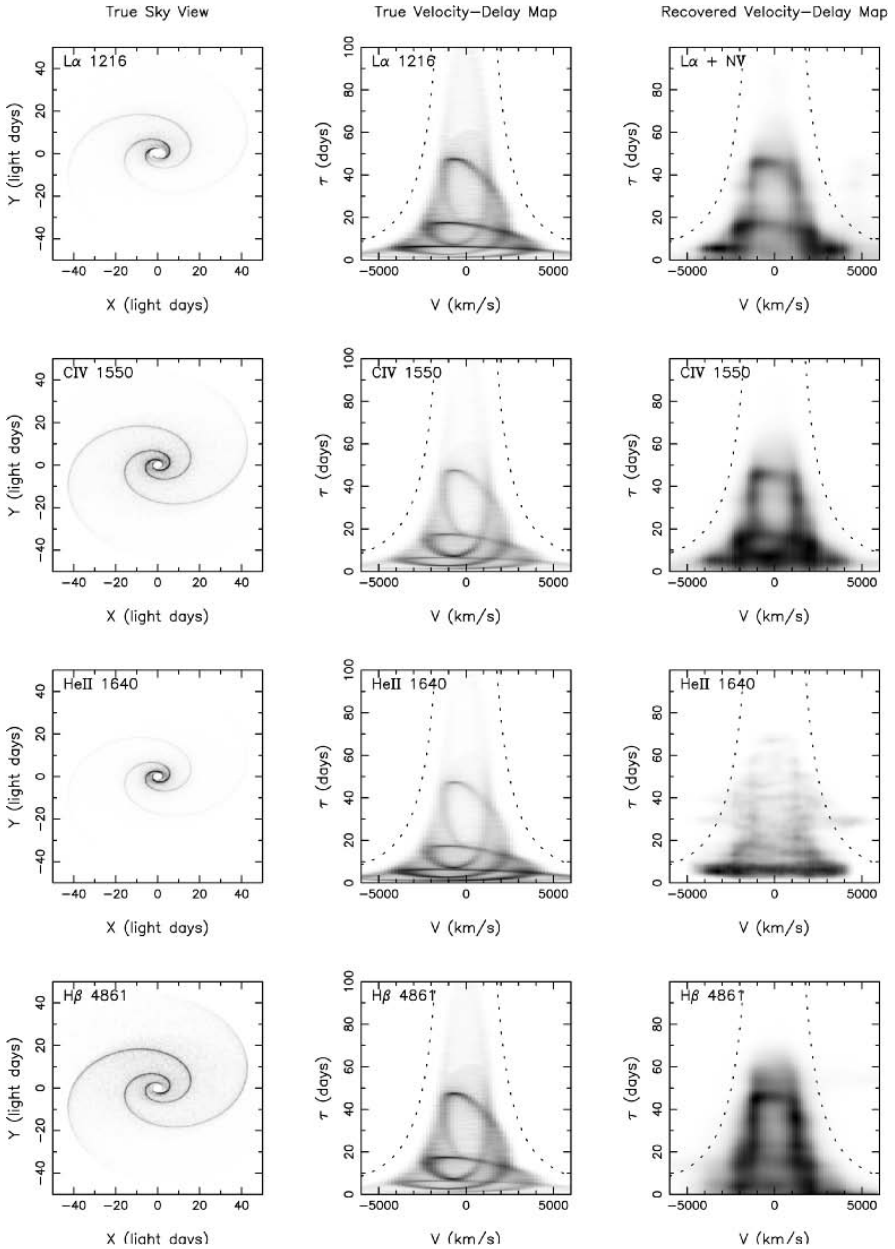 True Sky View
True Velocity–Delay Map
Recovered Velocity–Delay Map
Lα 1216
40
20
0
−20
−40
Y (light days)
−40 −20 0 20 40
X (light days)
Lα 1216
100
80
60
40
20
0
τ (days)
−5000 0 5000
V (km/s)
Lα + NV
100
80
60
40
20
0
τ (days)
−5000 0 5000
V (km/s)
CIV 1550
40
20
0
−20
−40
Y (light days)
−40 −20 0 20 40
X (light days)
CIV 1550
100
80
60
40
20
0
τ (days)
−5000 0 5000
V (km/s)
CIV 1550
100
80
60
40
20
0
τ (days)
−5000 0 5000
V (km/s)
HeII 1640
40
20
0
−20
−40
Y (light days)
−40 −20 0 20 40
X (light days)
HeII 1640
100
80
60
40
20
0
τ (days)
−5000 0 5000
V (km/s)
HeII 1640
100
80
60
40
20
0
τ (days)
−5000 0 5000
V (km/s)
Hβ 4861
40
20
0
−20
−40
Y (light days)
−40 −20 0 20 40
X (light days)
Hβ 4861
100
80
60
40
20
0
τ (days)
−5000 0 5000
V (km/s)
Hβ 4861
100
80
60
40
20
0
τ (days)
−5000 0 5000
V (km/s)